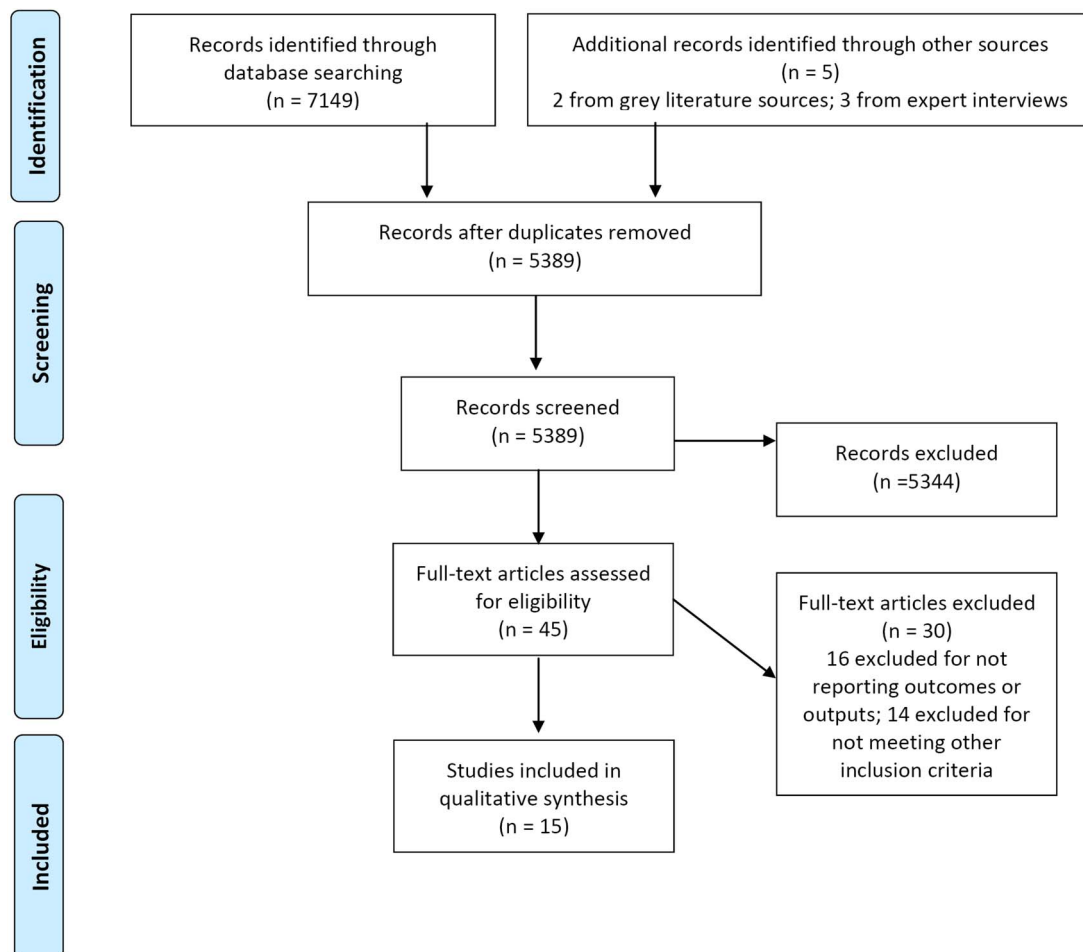 Identification
Records identified through
database searching
(n = 7149)
Additional records identified through other sources
(n = 5)
2 from grey literature sources; 3 from expert interviews
Screening
Records after duplicates removed
(n = 5389)
Records screened
(n = 5389)
Records excluded
(n =5344)
Eligibility
Full-text articles assessed
for eligibility
(n = 45)
Full-text articles excluded
(n = 30)
16 excluded for not
reporting outcomes or
outputs; 14 excluded for
not meeting other
inclusion criteria
Included
Studies included in
qualitative synthesis
(n = 15)